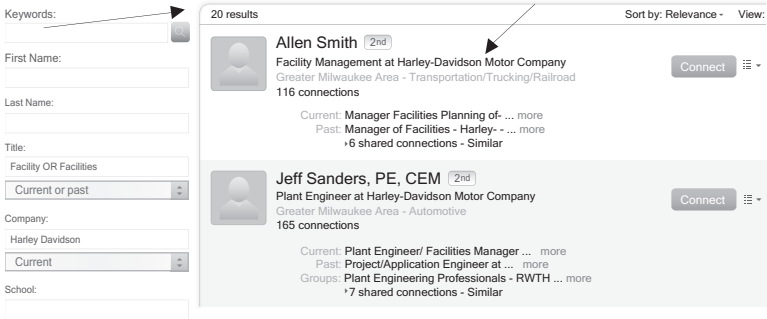 Keywords:
First Name:
Last Name:
Title:
Facility OR Facilities
Current or past
Company:
Harley Davidson
Current
School:
20 results
Sort by: Relevance -
View:
Allen Smith 2nd
Facility Management at Harley-Davidson Motor Company
Greater Milwaukee Area - Transportation/Trucking/Railroad
116 connections
Connect
Current: Manager Facilities Planning of- ... more
Past: Manager of Facilities - Harley- - ... more
6 shared connections - Similar
Jeff Sanders, PE, CEM 2nd
Plant Engineer at Harley-Davidson Motor Company
Greater Milwaukee Area - Automotive
165 connections
Connect
Current: Plant Engineer/ Facilities Manager ... more
Past: Project/Application Engineer at ... more
Groups: Plant Engineering Professionals - RWTH ... more
7 shared connections - Similar